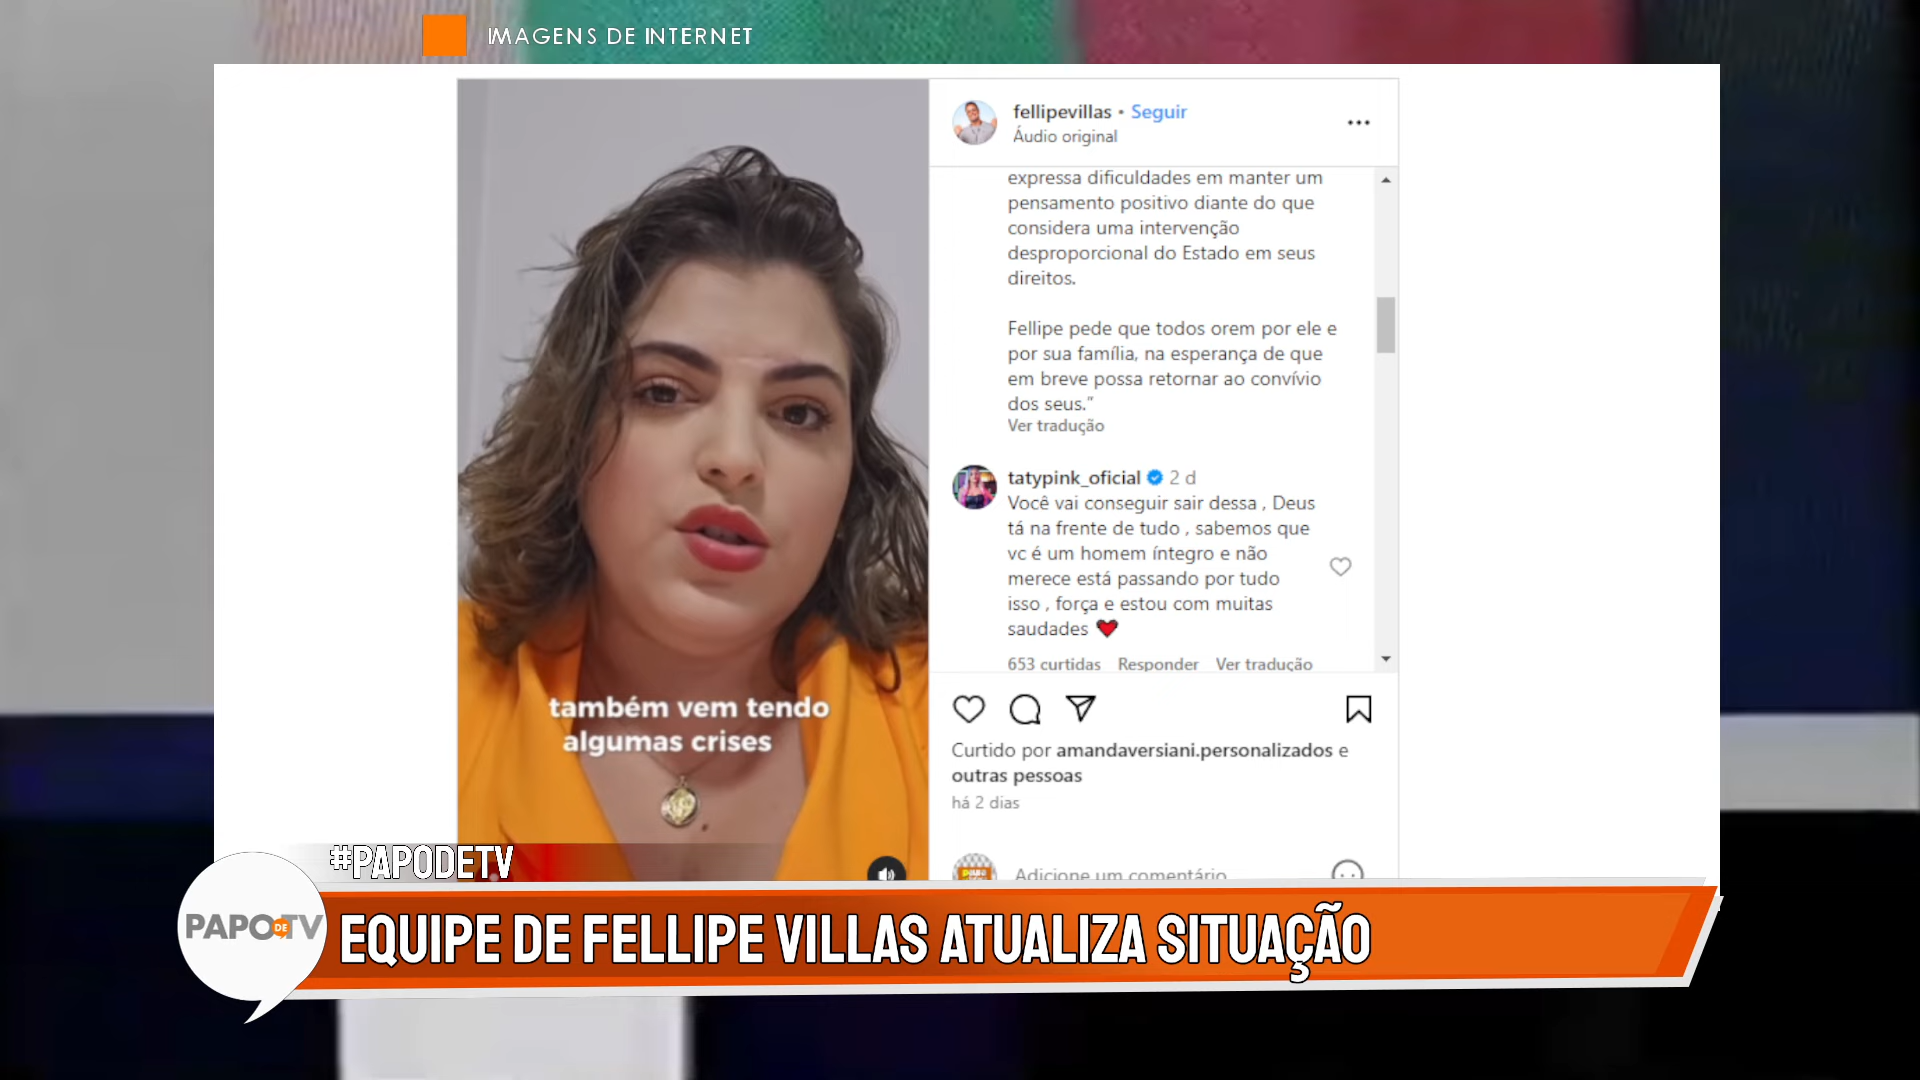 IMAGENS DE INTERNET
fellipevillas • Seguir
Áudio original
expressa dificuldades em manter um
pensamento positivo diante do que
considera uma intervenção
desproporcional do Estado em seus
direitos.
Fellipe pede que todos orem por ele e
por sua família, na esperança de que
em breve possa retornar ao convívio
dos seus.”
Ver tradução
tatypink_oficial 2 d
Você vai conseguir sair dessa , Deus
tá na frente de tudo , sabemos que
vc é um homem íntegro e não
merece está passando por tudo
isso , força e estou com muitas
saudades ❤️
653 curtidas Responder Ver tradução
também vem tendo
algumas crises
Curtido por amandaversiani.personalizados e
outras pessoas
há 2 dias
Adicione um comentário
#PAPODETV
PAPO DE TV
EQUIPE DE FELLIPE VILLAS ATUALIZA SITUAÇÃO